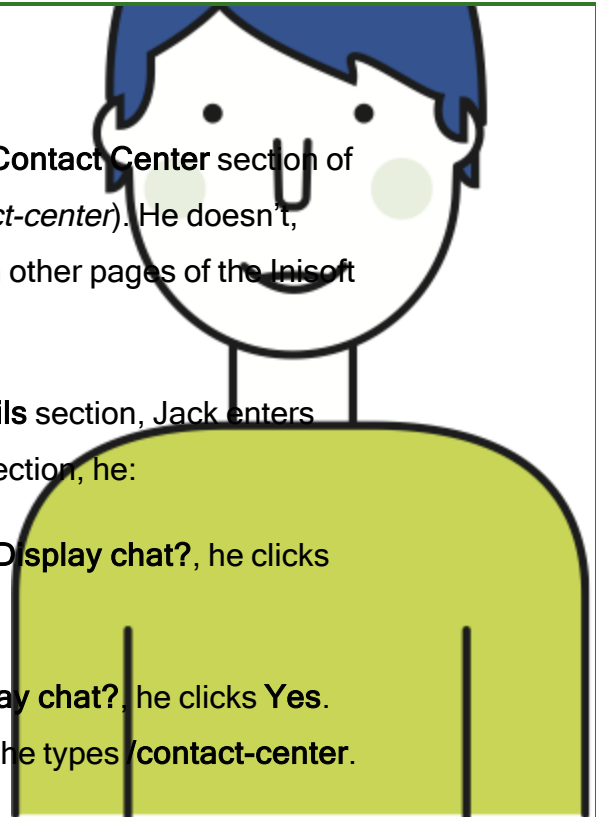 Contact Center section of
ct-center). He doesn't,
other pages of the Inisoft
ils section, Jack enters
ection, he:
Display chat?, he clicks
ay chat?, he clicks Yes.
he types /contact-center.